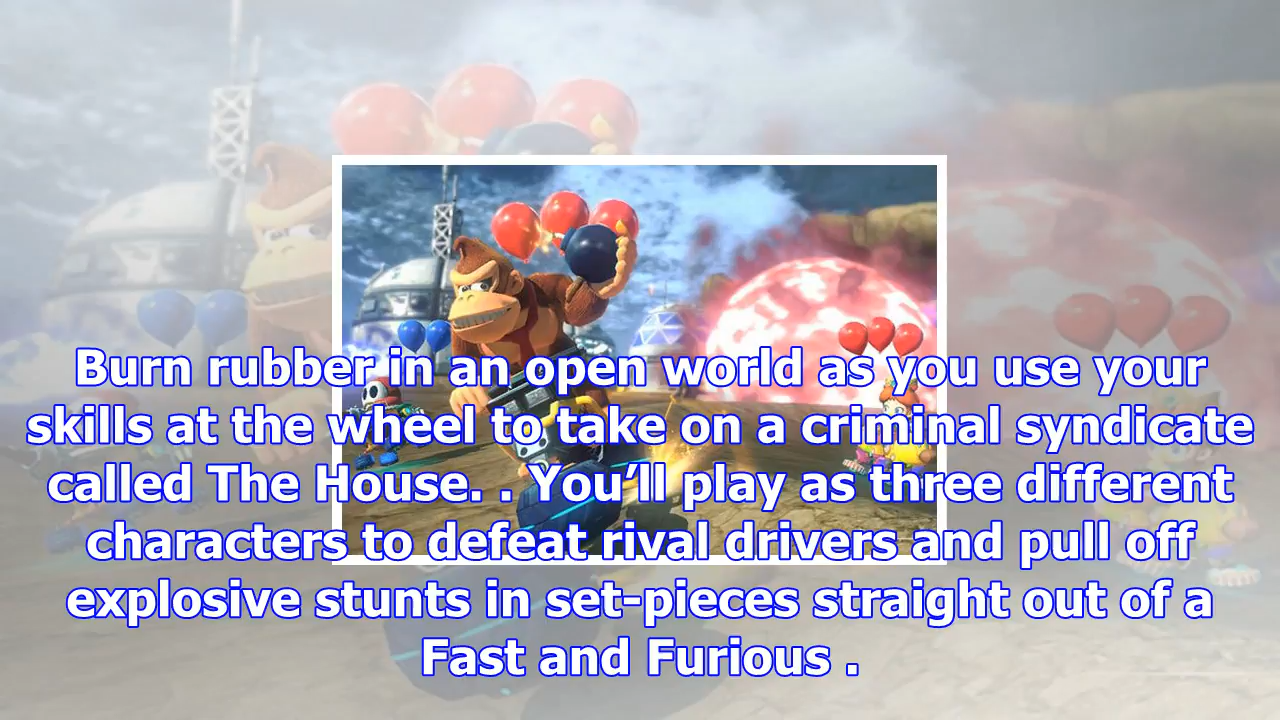 Burn rubber in an open world as you use your
skills at the wheel to take on a criminal syndicate
called The House. . You’ll play as three different
characters to defeat rival drivers and pull off
explosive stunts in set-pieces straight out of a
Fast and Furious .